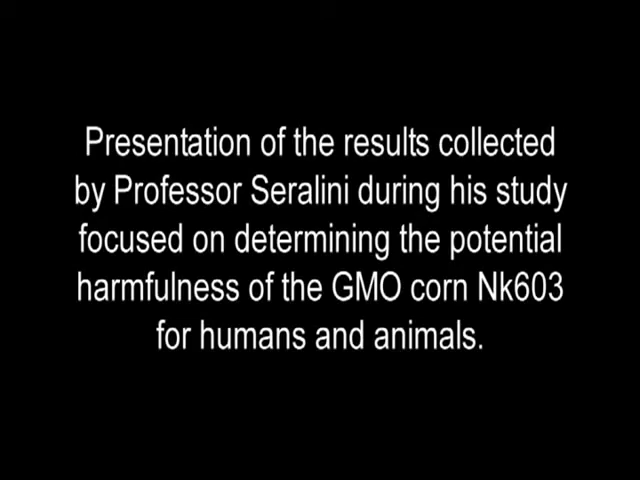 Presentation of the results collected
by Professor Seralini during his study
focused on determining the potential
harmfulness of the GMO corn Nk603
for humans and animals.